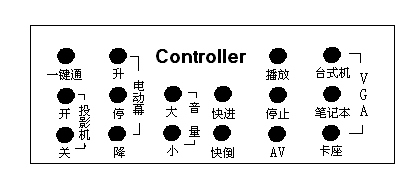 Controller
一键通 升 播放 台式机
开 停 大 快进 停止 笔记本
关 降 小 快倒 AV 卡座
投影机
电动幕
音量
VGA